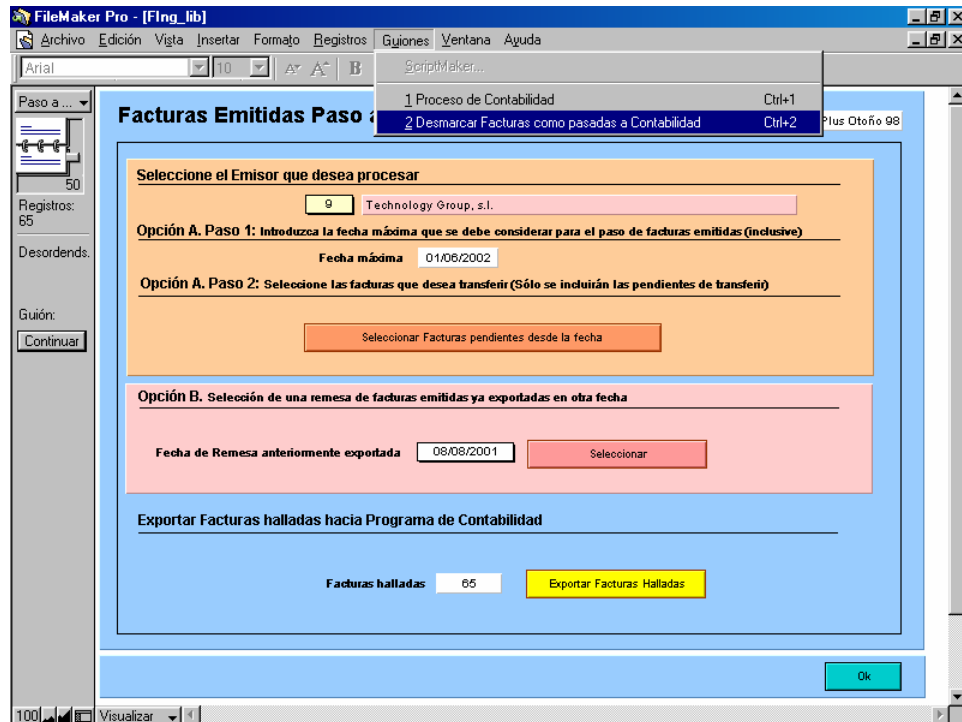 FileMaker Pro - [FIng_lib]
Archivo Edición Vista Insertar Formato Registros Guiones Ventana Ayuda
Arial 10 B
ScriptMaker...
1 Proceso de Contabilidad Ctrl+1
2 Desmarcar Facturas como pasadas a Contabilidad Ctrl+2
Paso a ...
50
Registros:
65
Desordends.
Guión:
Continuar
Facturas Emitidas Paso
Plus Otoño 98
Seleccione el Emisor que desea procesar
9 Technology Group, s.l.
Opción A. Paso 1: Introduzca la fecha máxima que se debe considerar para el paso de facturas emitidas (inclusive)
Fecha máxima 01/06/2002
Opción A. Paso 2: Seleccione las facturas que desea transferir (Sólo se incluirán las pendientes de transferir)
Seleccionar Facturas pendientes desde la fecha
Opción B. Selección de una remesa de facturas emitidas ya exportadas en otra fecha
Fecha de Remesa anteriormente exportada 08/08/2001 Seleccionar
Exportar Facturas halladas hacia Programa de Contabilidad
Facturas halladas 65 Exportar Facturas Halladas
Ok
100 Visualizar